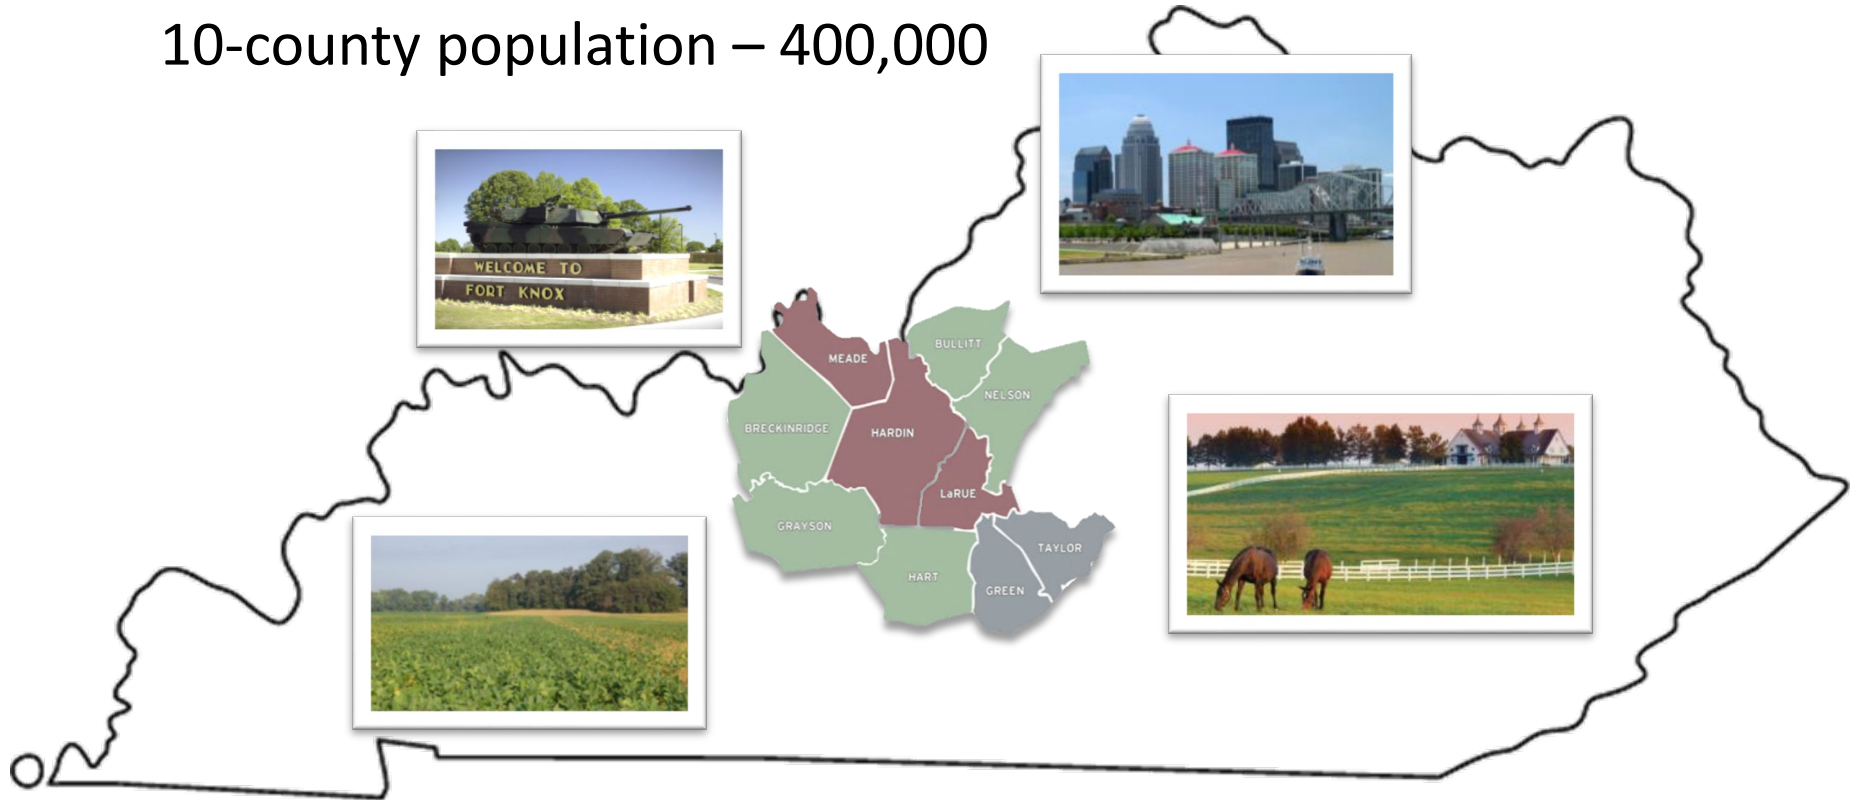 10-county population – 400,000
WELCOME TO
FORT KNOX
MEADE
BULLITT
NELSON
BRECKINRIDGE
HARDIN
LaRUE
GRAYSON
TAYLOR
HART
GREEN